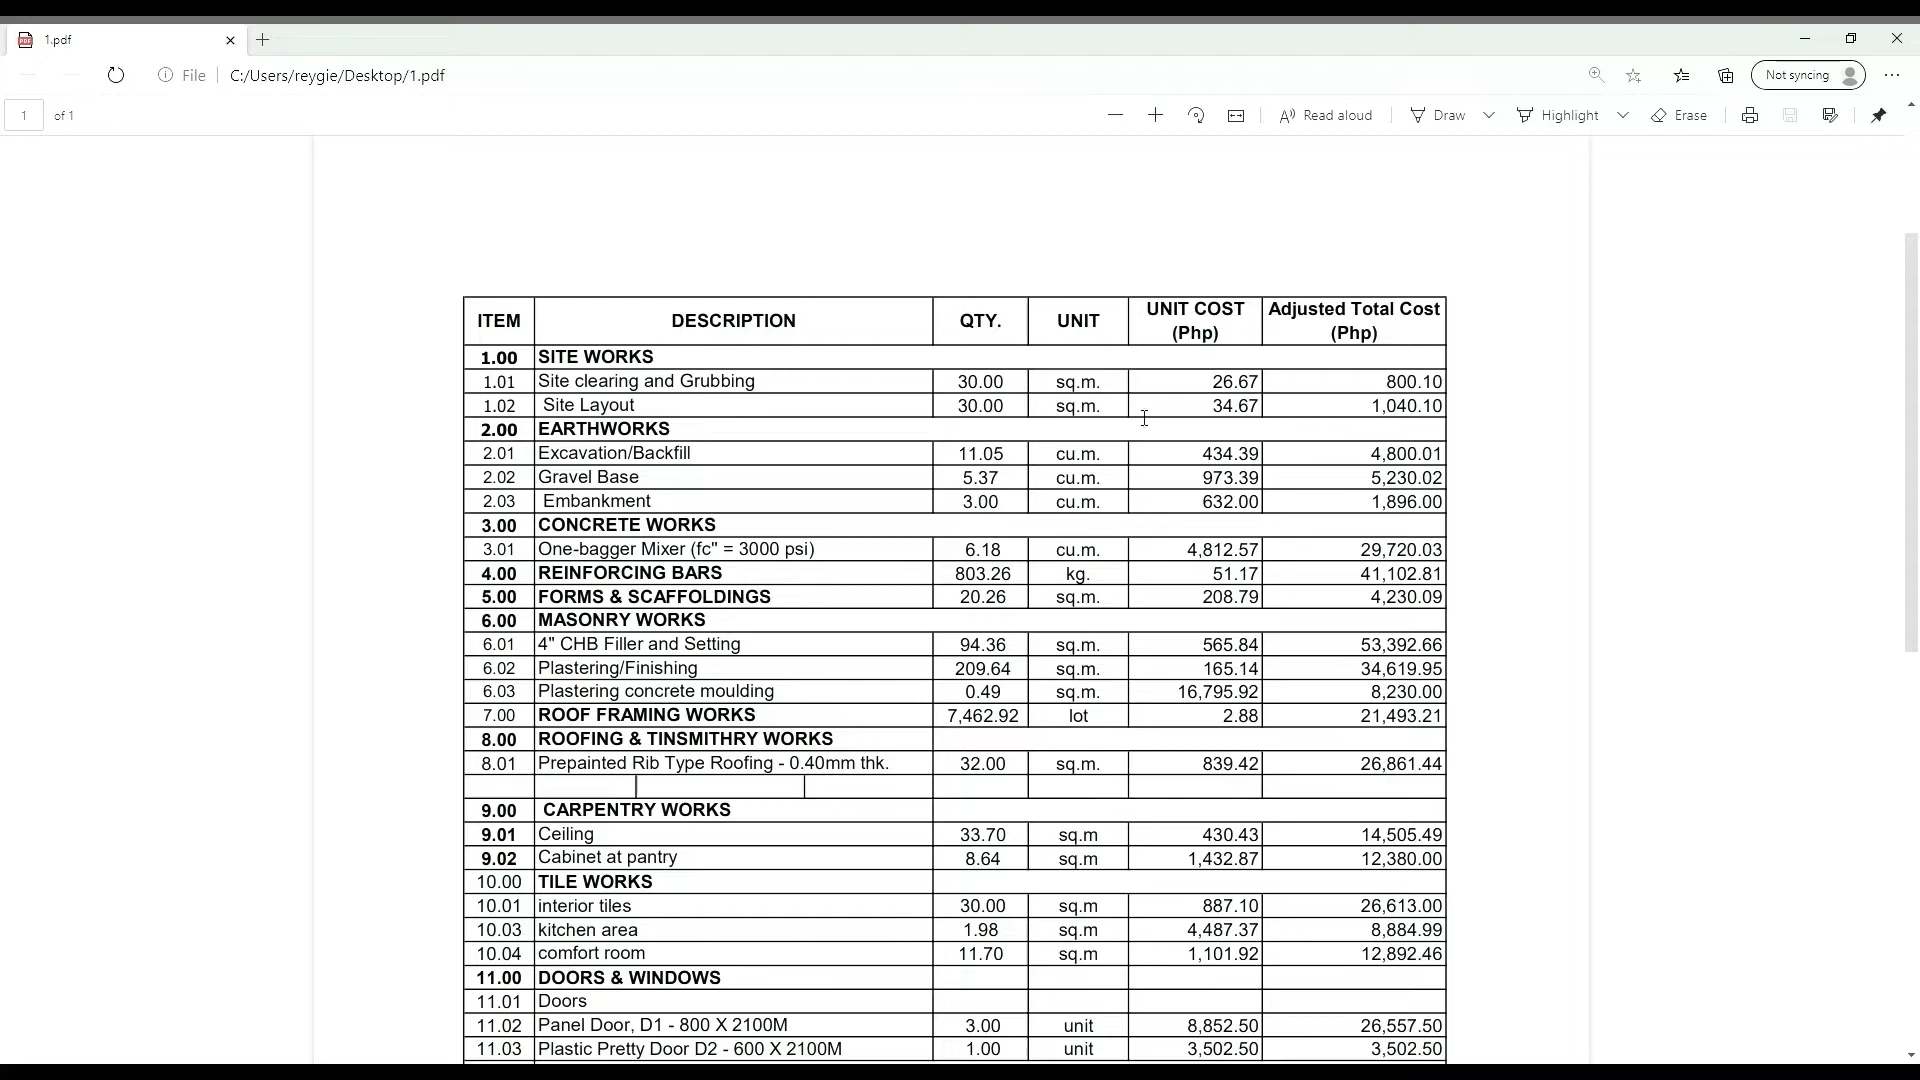 1.pdf
File C:/Users/reygie/Desktop/1.pdf Not syncing
1 of 1 Read aloud Draw Highlight Erase
ITEM DESCRIPTION QTY. UNIT UNIT COST (Php) Adjusted Total Cost (Php)
1.00 SITE WORKS
1.01 Site clearing and Grubbing 30.00 sq.m. 26.67 800.10
1.02 Site Layout 30.00 sq.m. 34.67 1,040.10
2.00 EARTHWORKS
2.01 Excavation/Backfill 11.05 cu.m. 434.39 4,800.01
2.02 Gravel Base 5.37 cu.m. 973.39 5,230.02
2.03 Embankment 3.00 cu.m. 632.00 1,896.00
3.00 CONCRETE WORKS
3.01 One-bagger Mixer (fc" = 3000 psi) 6.18 cu.m. 4,812.57 29,720.03
4.00 REINFORCING BARS 803.26 kg. 51.17 41,102.81
5.00 FORMS & SCAFFOLDINGS 20.26 sq.m. 208.79 4,230.09
6.00 MASONRY WORKS
6.01 4" CHB Filler and Setting 94.36 sq.m. 565.84 53,392.66
6.02 Plastering/Finishing 209.64 sq.m. 165.14 34,619.95
6.03 Plastering concrete moulding 0.49 sq.m. 16,795.92 8,230.00
7.00 ROOF FRAMING WORKS 7,462.92 lot 2.88 21,493.21
8.00 ROOFING & TINSMITHRY WORKS
8.01 Prepainted Rib Type Roofing - 0.40mm thk. 32.00 sq.m. 839.42 26,861.44
9.00 CARPENTRY WORKS
9.01 Ceiling 33.70 sq.m 430.43 14,505.49
9.02 Cabinet at pantry 8.64 sq.m 1,432.87 12,380.00
10.00 TILE WORKS
10.01 interior tiles 30.00 sq.m 887.10 26,613.00
10.03 kitchen area 1.98 sq.m 4,487.37 8,884.99
10.04 comfort room 11.70 sq.m 1,101.92 12,892.46
11.00 DOORS & WINDOWS
11.01 Doors
11.02 Panel Door, D1 - 800 X 2100M 3.00 unit 8,852.50 26,557.50
11.03 Plastic Pretty Door D2 - 600 X 2100M 1.00 unit 3,502.50 3,502.50